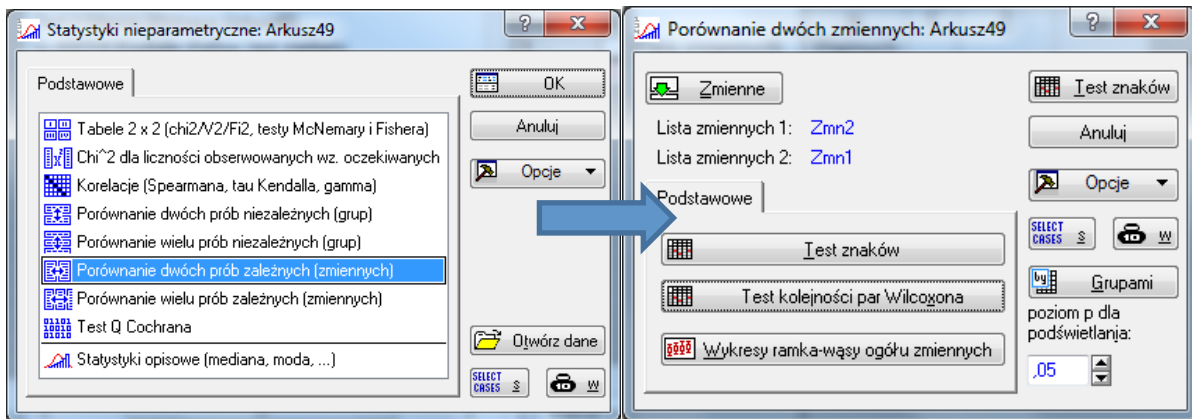 Statystyki nieparametryczne: Arkusz49
Podstawowe
Tabele 2 x 2 (chi2/V2/Fi2, testy McNemary i Fishera)
Chi^2 dla liczności obserwowanych wz. oczekiwanych
Korelacje (Spearmana, tau Kendalla, gamma)
Porównanie dwóch prób niezależnych (grup)
Porównanie wielu prób niezależnych (grup)
Porównanie dwóch prób zależnych (zmiennych)
Porównanie wielu prób zależnych (zmiennych)
Test Q Cochrana
Statystyki opisowe (mediana, moda, ...)
OK
Anuluj
Opcje
Otwórz dane
SELECT CASES S
W
Porównanie dwóch zmiennych: Arkusz49
Zmienne
Lista zmiennych 1: Zmn2
Lista zmiennych 2: Zmn1
Podstawowe
Test znaków
Test kolejności par Wilcoxona
Wykresy ramka-wąsy ogółu zmiennych
Test znaków
Anuluj
Opcje
SELECT CASES S
W
by Grupami
poziom p dla
podświetlania:
,05